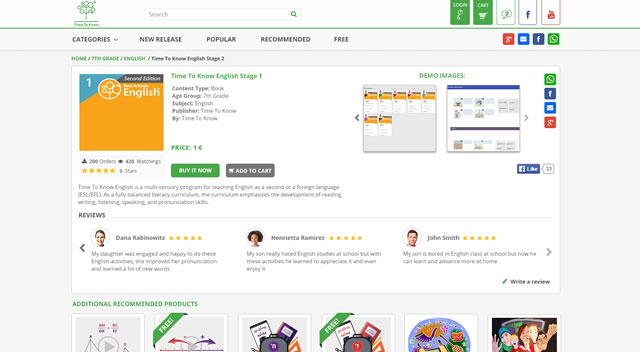 LOGIN
CART
Time To Know
Search
CATEGORIES
NEW RELEASE
POPULAR
RECOMMENDED
FREE
HOME / 7TH GRADE / ENGLISH / Time To Know English Stage 2
1
Second Edition
Time To Know
English
200 Orders 420 Watchings
5 Stars
Time To Know English Stage 1
Content Type: Book
Age Group: 7th Grade
Subject: English
Publisher: Time To Know
By: Time To Know
PRICE: 1 €
BUY IT NOW
ADD TO CART
DEMO IMAGES:
Like 33
Time To Know English is a multi-sensory program for teaching English as a second or a foreign language
(ESL/EFL). As a fully balanced literacy curriculum, the curriculum emphasizes the development of reading,
writing, listening, speaking, and pronunciation skills.
REVIEWS
Dana Rabinowitz
My daughter was engaged and happy to do these
English activities, she improved her pronunciation
and learned a lot of new words
Henrietta Ramirez
My son really hated English studies at school but with
these activities he learned to appreciate it and even
enjoy it
John Smith
My son is bored in English class at school but now he
can learn and advance more at home
Write a review
ADDITIONAL RECOMMENDED PRODUCTS
FREE!
FREE!